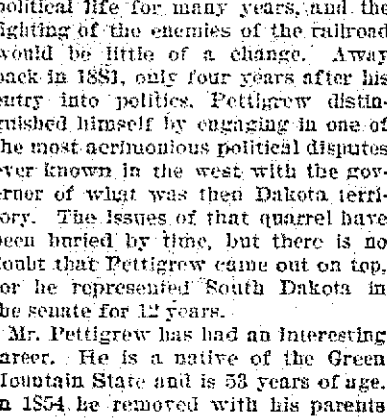 political life for many years, and the
fighting of the enemies of the railroad
would be little of a change. Away
back in 1881, only four years after his
entry into politics, Pettigrew distin-
guished himself by engaging in one of
the most acrimonious political disputes
ever known in the west with the gov-
ernor of what was then Dakota terri-
tory. The issues of that quarrel have
been buried by time, but there is no
doubt that Pettigrew came out on top,
for he represented South Dakota in
the senate for 12 years.
Mr. Pettigrew has had an interesting
career. He is a native of the Green
Mountain State and is 53 years of age.
In 1854 he removed with his parents